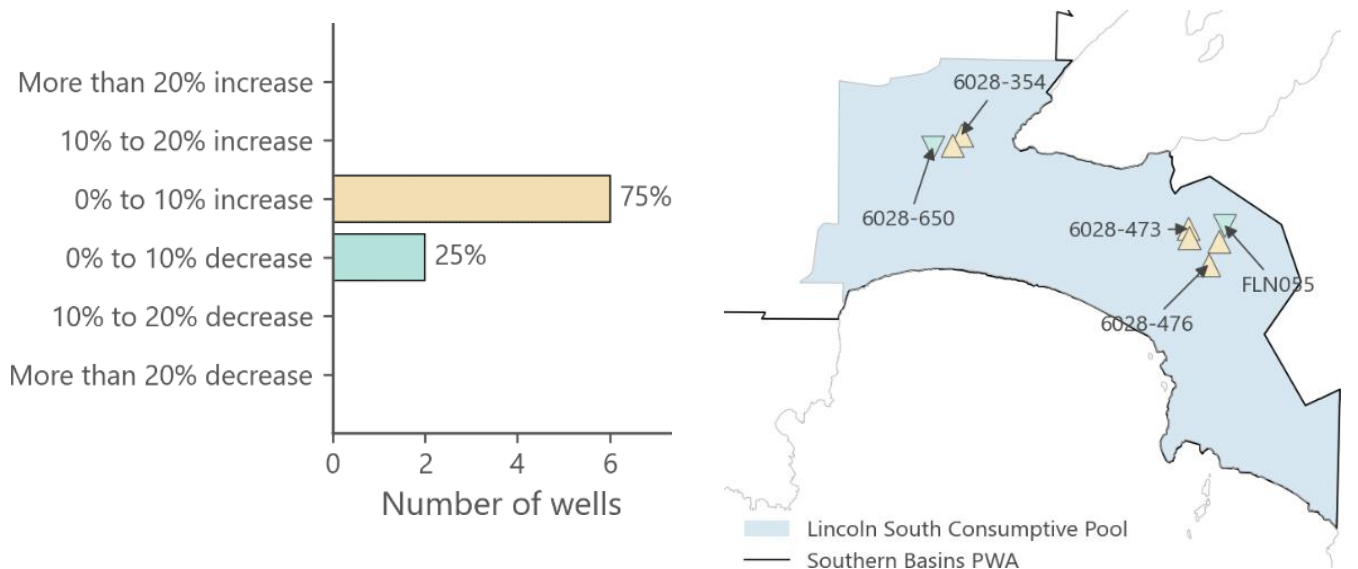 More than 20% increase
10% to 20% increase
0% to 10% increase
0% to 10% decrease
10% to 20% decrease
More than 20% decrease
75%
25%
0 2 4 6
Number of wells
6028-354
6028-650
6028-473
FLN055
6028-476
Lincoln South Consumptive Pool
Southern Basins PWA